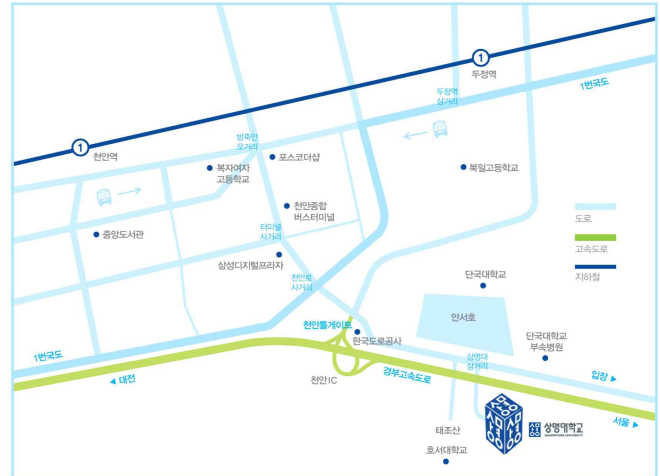 1
두정역
두정역
삼거리
1번국도
1
천안역
방죽안
오거리
포스코더샵
복자여자
고등학교
북일고등학교
천안종합
버스터미널
중앙도서관
터미널
사거리
도로
고속도로
지하철
삼성디지털프라자
천안로
사거리
단국대학교
안서호
천안톨게이트
한국도로공사
단국대학교
부속병원
1번국도
◀ 대전
천안 IC
경부고속도로
상명대
삼거리
입장 ▶
서울 ▶
태조산
호서대학교
상명대학교
SANGMYUNG UNIVERSITY